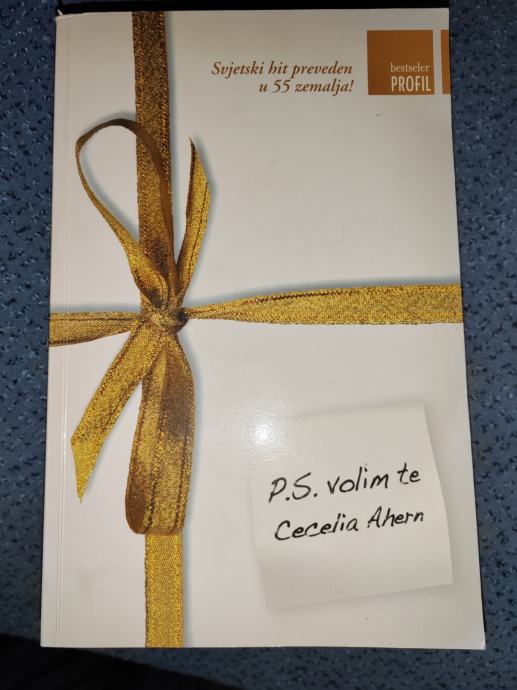 Svjetski hit preveden
u 55 zemalja!
bestseler
PROFIL
P.S. volim te
Cecelia Ahern